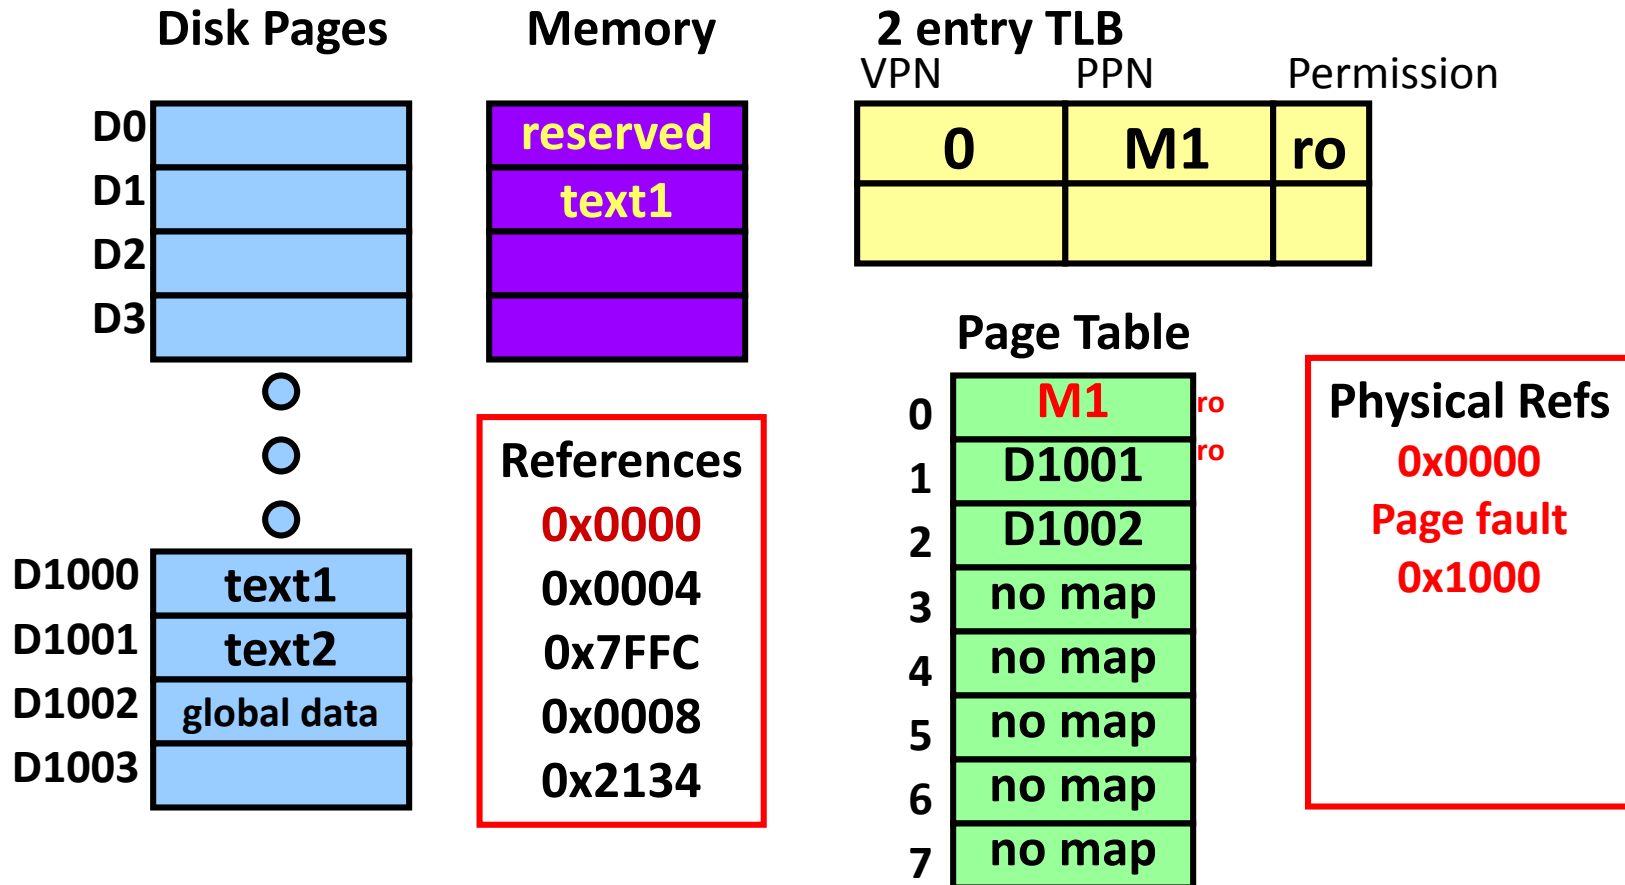 Disk Pages
D0
D1
D2
D3
D1000 text1
D1001 text2
D1002 global data
D1003
Memory
reserved
text1
References
0x0000
0x0004
0x7FFC
0x0008
0x2134
2 entry TLB
VPN PPN Permission
0 M1 ro
Page Table
0 M1 ro
1 D1001 ro
2 D1002
3 no map
4 no map
5 no map
6 no map
7 no map
Physical Refs
0x0000
Page fault
0x1000